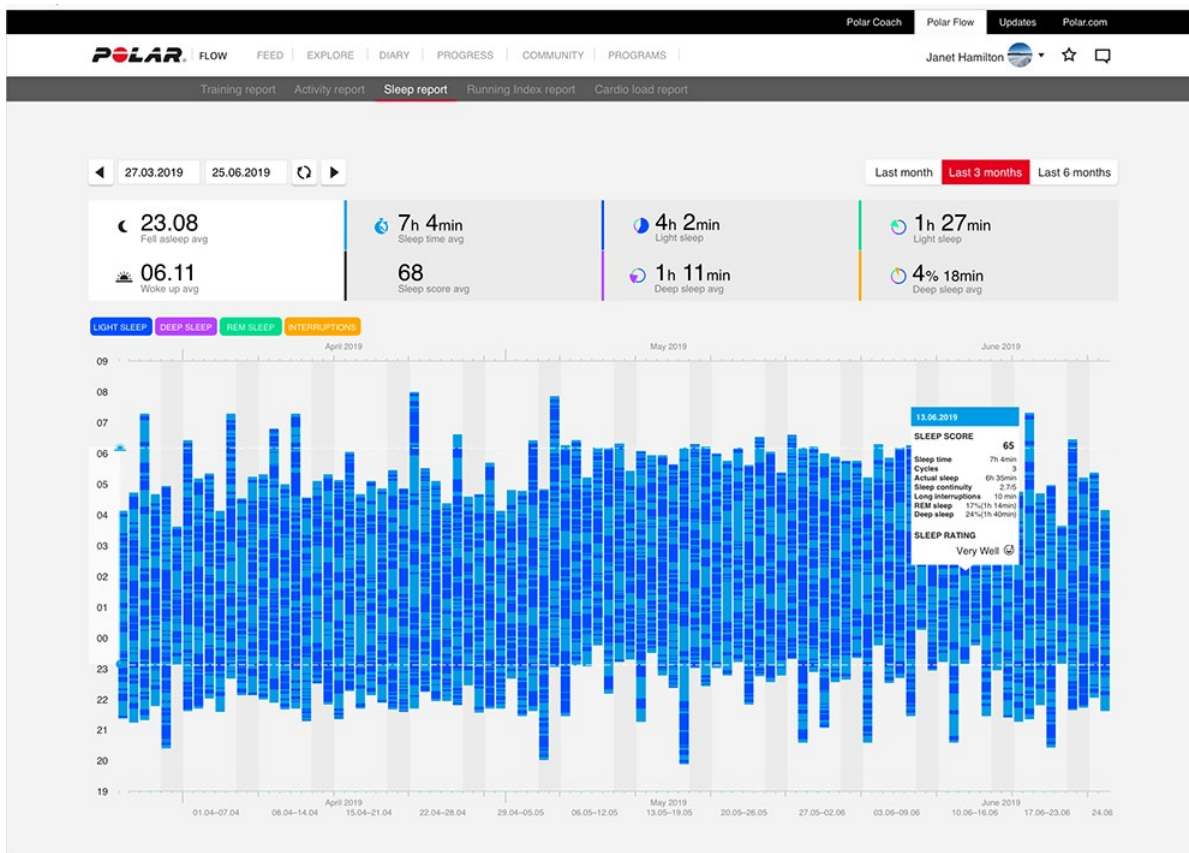 Polar Coach Polar Flow Updates Polar.com
POLAR. FLOW FEED EXPLORE DIARY PROGRESS COMMUNITY PROGRAMS Janet Hamilton
Training report Activity report Sleep report Running Index report Cardio load report
27.03.2019 25.06.2019 Last month Last 3 months Last 6 months
23.08 7h 4min 4h 2min 1h 27min
Fell asleep avg Sleep time avg Light sleep Light sleep
06.11 68 1h 11min 4% 18min
Woke up avg Sleep score avg Deep sleep avg Deep sleep avg
LIGHT SLEEP DEEP SLEEP REM SLEEP INTERRUPTIONS
April 2019 May 2019 June 2019
09
08
07
06
05
04
03
02
01
00
23
22
21
20
19
13.06.2019
SLEEP SCORE
65
Sleep time 7h 4min
Cycles 3
Actual sleep 6h 35min
Sleep continuity 2.7/5
Long interruptions 10 min
REM sleep 17%(1h 14min)
Deep sleep 24%(1h 40min)
SLEEP RATING
Very Well
April 2019 May 2019 June 2019
01.04–07.04 08.04–14.04 15.04–21.04 22.04–28.04 29.04–05.05 06.05–12.05 13.05–19.05 20.05–26.05 27.05–02.06 03.06–09.06 10.06–16.06 17.06–23.06 24.06